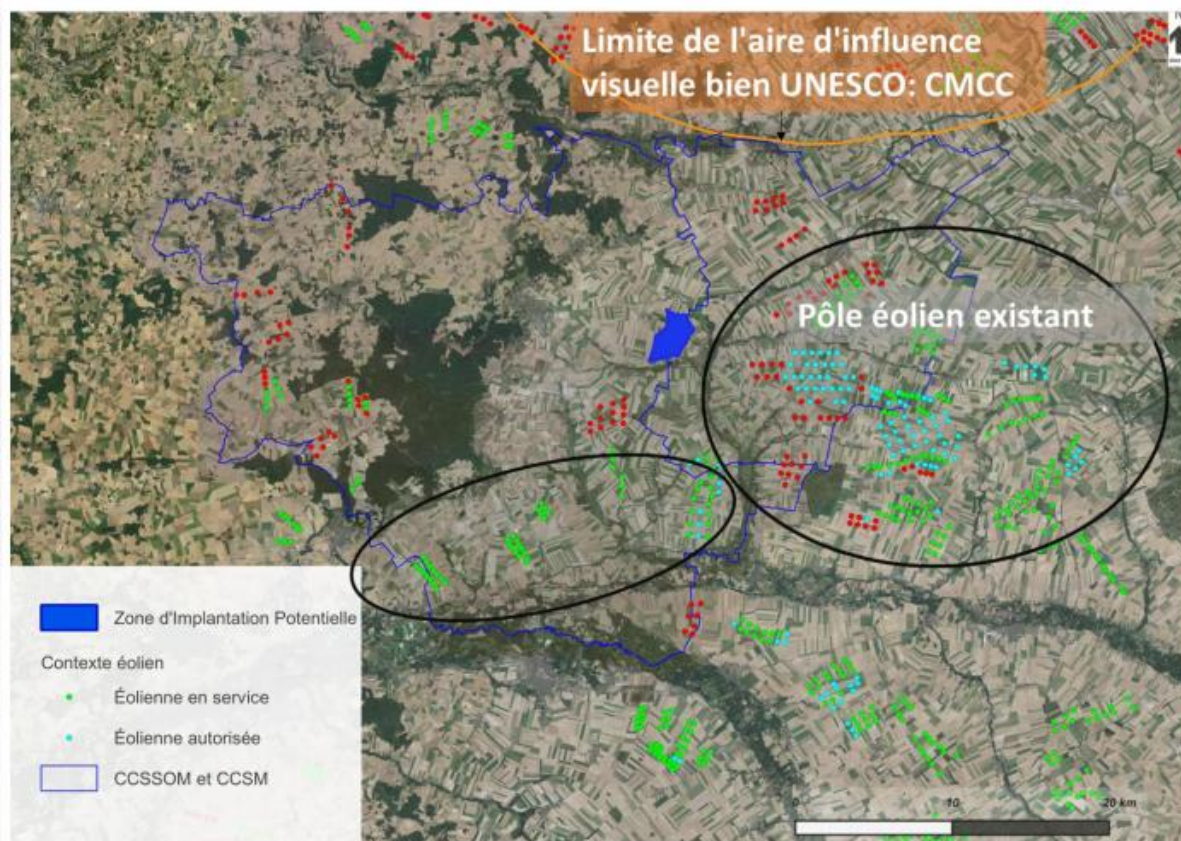 Limite de l'aire d'influence
visuelle bien UNESCO: CMCC
Pôle éolien existant
Zone d'Implantation Potentielle
Contexte éolien
Éolienne en service
Éolienne autorisée
CCSSOM et CCSM
0 10 20 km